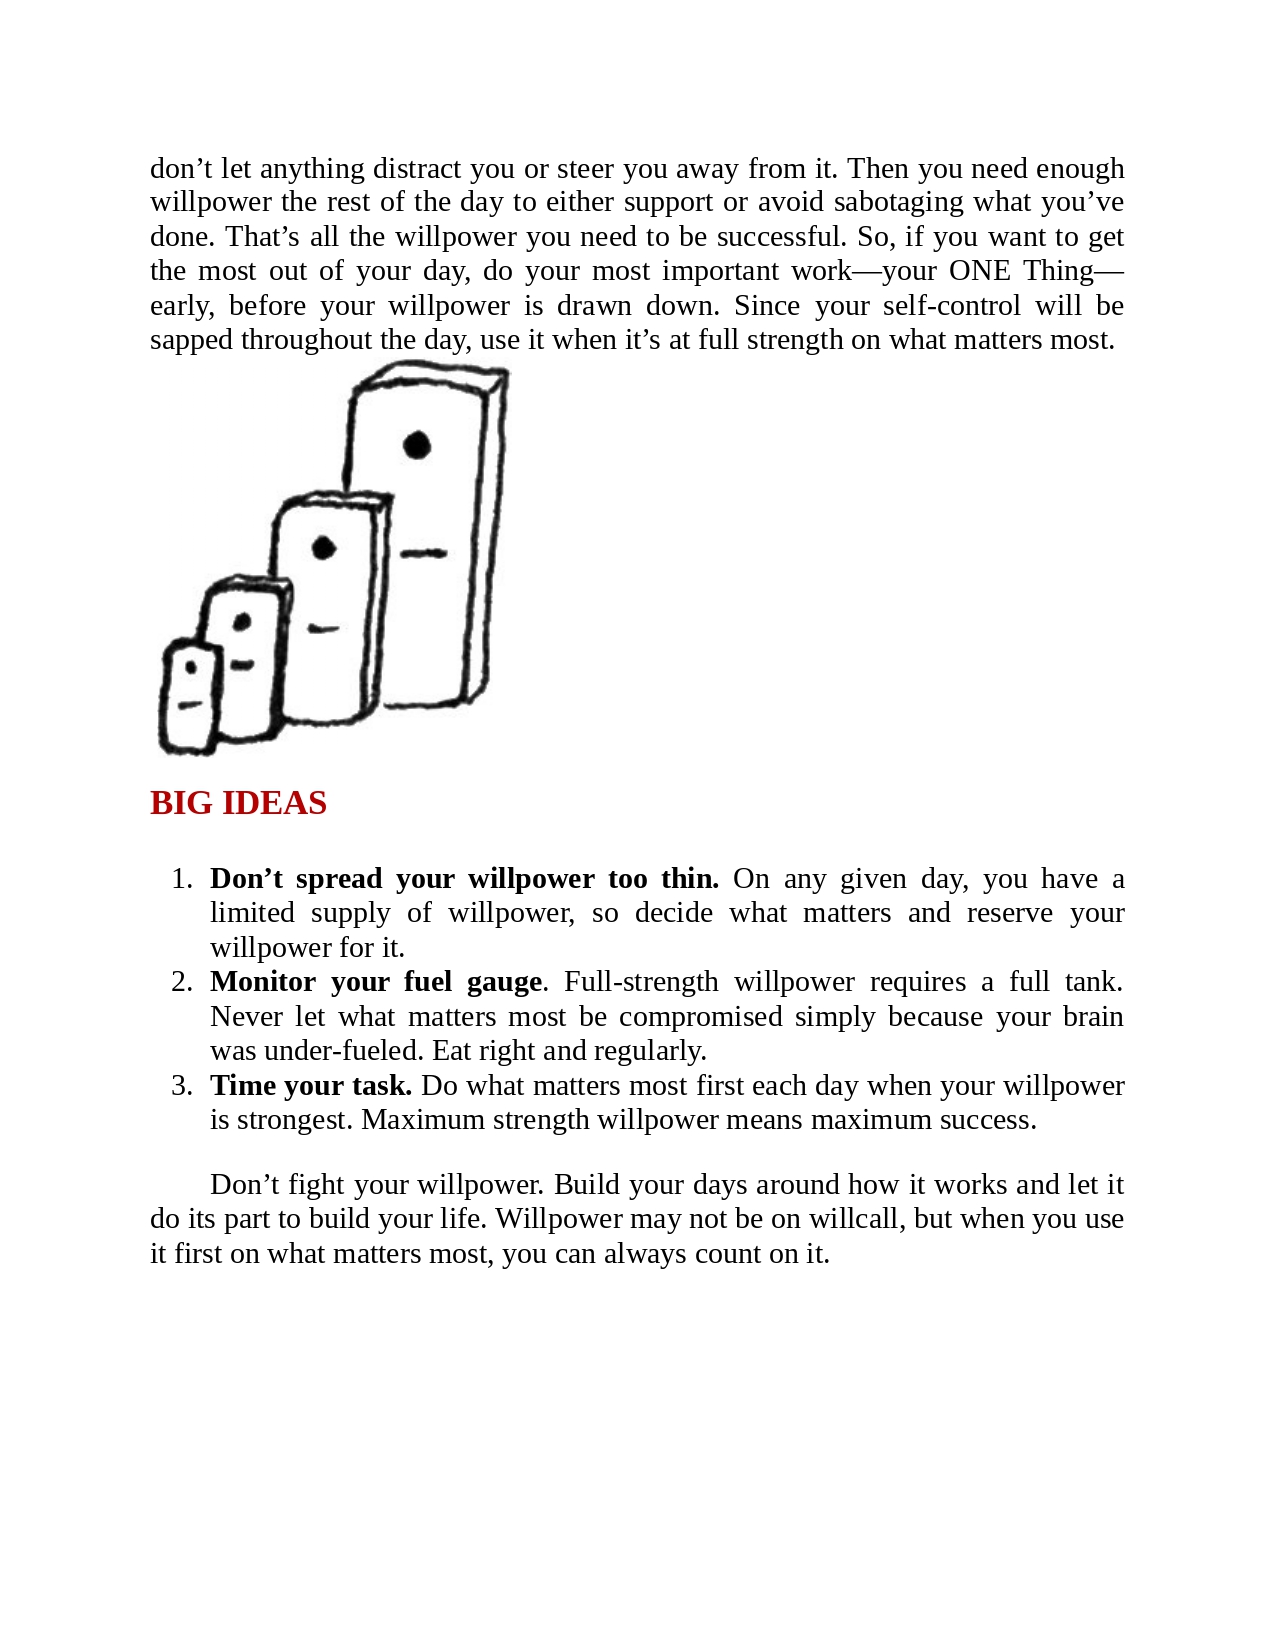 don’t let anything distract you or steer you away from it. Then you need enough
willpower the rest of the day to either support or avoid sabotaging what you’ve
done. That’s all the willpower you need to be successful. So, if you want to get
the most out of your day, do your most important work—your ONE Thing—
early, before your willpower is drawn down. Since your self-control will be
sapped throughout the day, use it when it’s at full strength on what matters most.
BIG IDEAS
1. Don’t spread your willpower too thin. On any given day, you have a
limited supply of willpower, so decide what matters and reserve your
willpower for it.
2. Monitor your fuel gauge. Full-strength willpower requires a full tank.
Never let what matters most be compromised simply because your brain
was under-fueled. Eat right and regularly.
3. Time your task. Do what matters most first each day when your willpower
is strongest. Maximum strength willpower means maximum success.
Don’t fight your willpower. Build your days around how it works and let it
do its part to build your life. Willpower may not be on willcall, but when you use
it first on what matters most, you can always count on it.